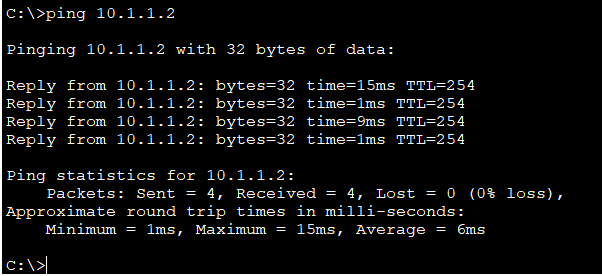 C:\>ping 10.1.1.2
Pinging 10.1.1.2 with 32 bytes of data:
Reply from 10.1.1.2: bytes=32 time=15ms TTL=254
Reply from 10.1.1.2: bytes=32 time=1ms TTL=254
Reply from 10.1.1.2: bytes=32 time=9ms TTL=254
Reply from 10.1.1.2: bytes=32 time=1ms TTL=254
Ping statistics for 10.1.1.2:
    Packets: Sent = 4, Received = 4, Lost = 0 (0% loss),
Approximate round trip times in milli-seconds:
    Minimum = 1ms, Maximum = 15ms, Average = 6ms
C:\>